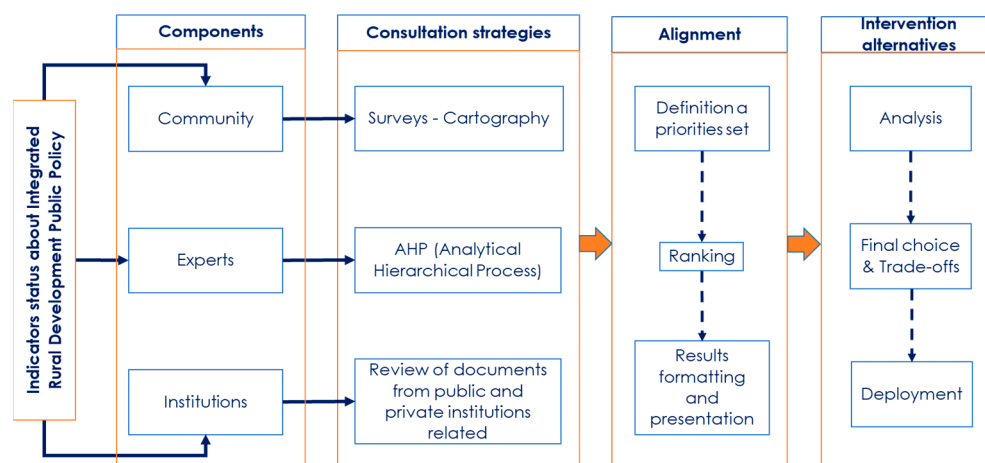 Indicators status about Integrated
Rural Development Public Policy
Components
Community
Experts
Institutions
Consultation strategies
Surveys - Cartography
AHP (Analytical
Hierarchical Process)
Review of documents
from public and
private institutions
related
Alignment
Definition a
priorities set
Ranking
Results
formatting
and
presentation
Intervention
alternatives
Analysis
Final choice
& Trade-offs
Deployment